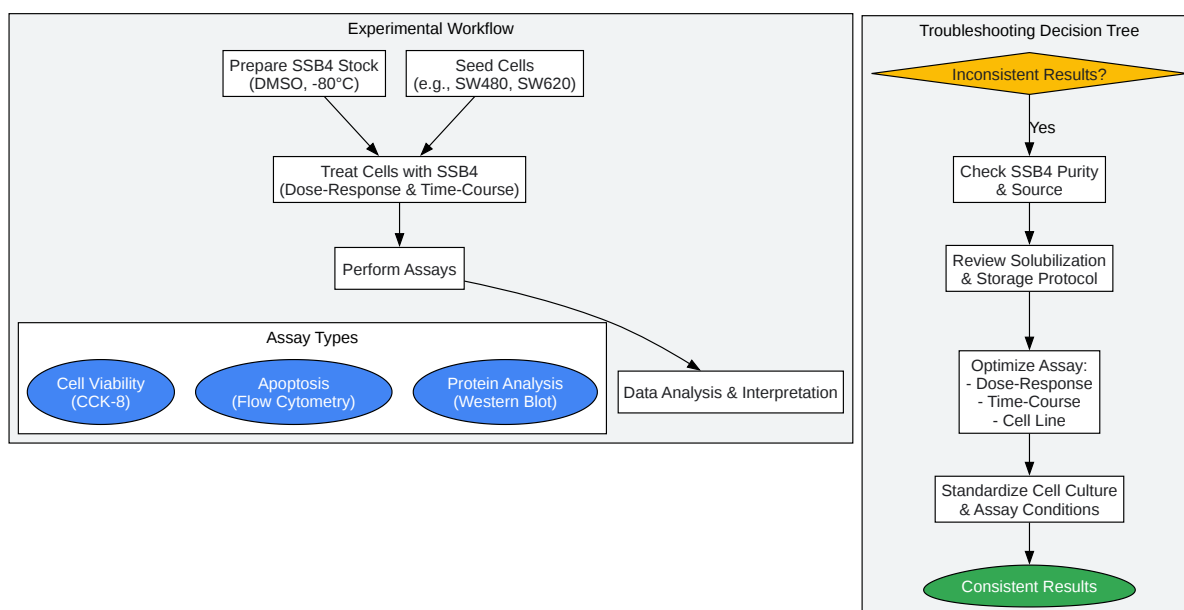 Experimental Workflow
Prepare SSB4 Stock
(DMSO, -80°C)
Seed Cells
(e.g., SW480, SW620)
Treat Cells with SSB4
(Dose-Response & Time-Course)
Perform Assays
Assay Types
Cell Viability
(CCK-8)
Apoptosis
(Flow Cytometry)
Protein Analysis
(Western Blot)
Data Analysis & Interpretation
Troubleshooting Decision Tree
Inconsistent Results?
Yes
Check SSB4 Purity
& Source
Review Solubilization
& Storage Protocol
Optimize Assay:
- Dose-Response
- Time-Course
- Cell Line
Standardize Cell Culture
& Assay Conditions
Consistent Results